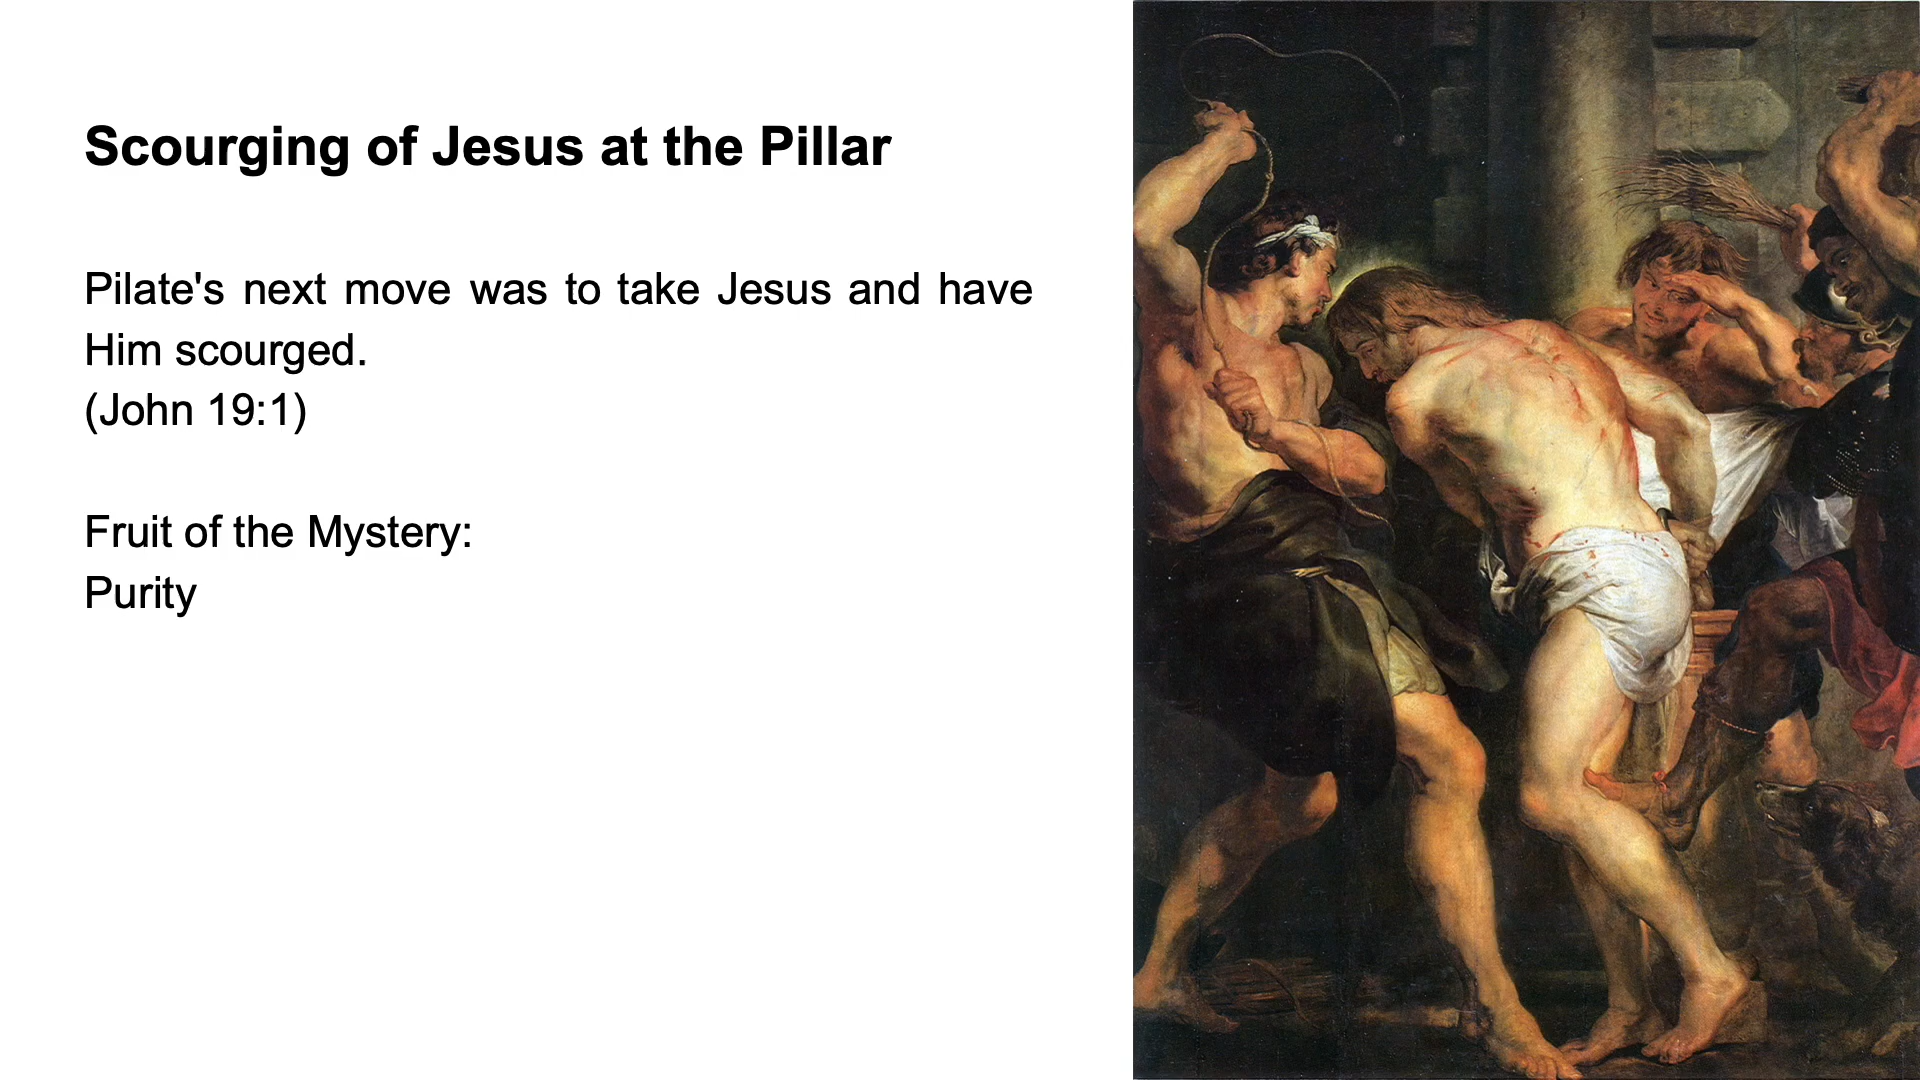 Scourging of Jesus at the Pillar
Pilate's next move was to take Jesus and have
Him scourged.
(John 19:1)
Fruit of the Mystery:
Purity